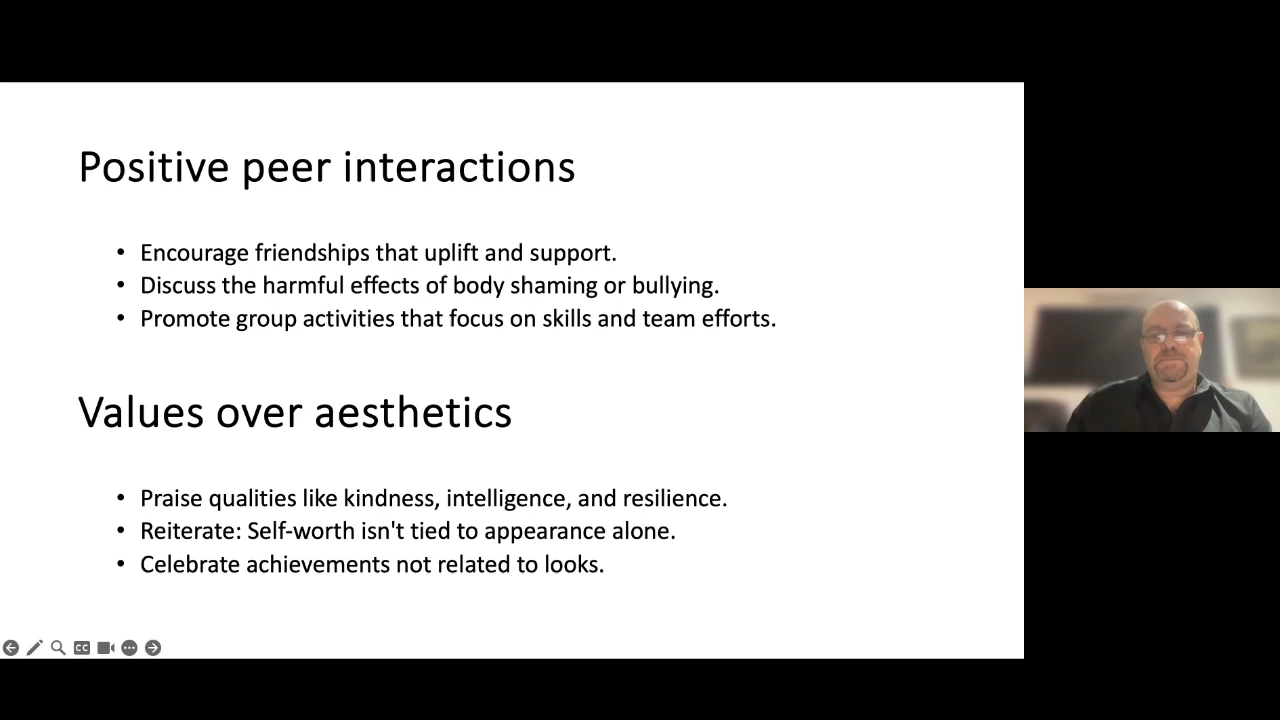 Positive peer interactions
• Encourage friendships that uplift and support.
• Discuss the harmful effects of body shaming or bullying.
• Promote group activities that focus on skills and team efforts.
Values over aesthetics
• Praise qualities like kindness, intelligence, and resilience.
• Reiterate: Self-worth isn't tied to appearance alone.
• Celebrate achievements not related to looks.
CC